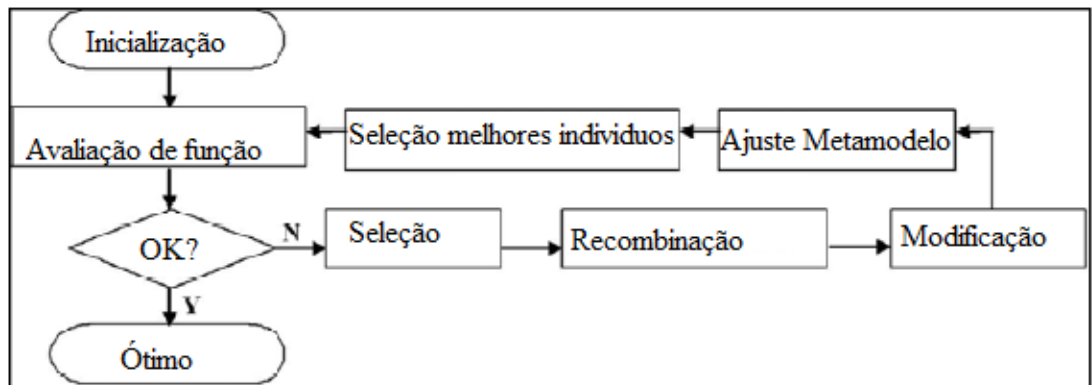 Inicialização
Avaliação de função
Seleção melhores individuos
Ajuste Metamodelo
OK?
N
Seleção
Recombinação
Modificação
Y
Ótimo